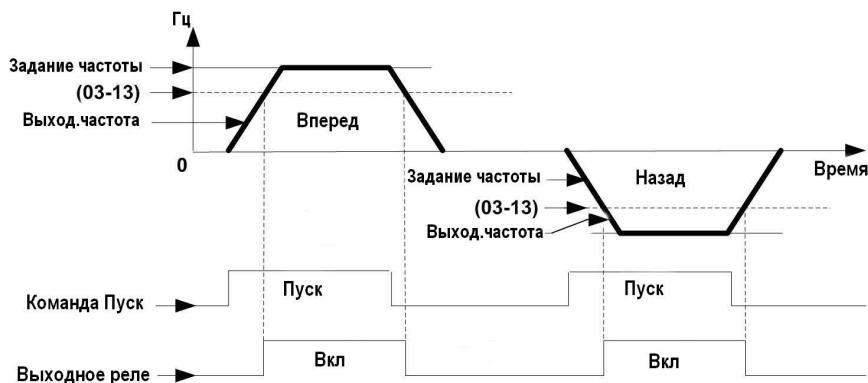 Гц
Задание частоты
(03-13)
Выход.частота
Вперед
0
Время
Задание частоты
Назад
(03-13)
Выход.частота
Команда Пуск
Пуск
Пуск
Выходное реле
Вкл
Вкл